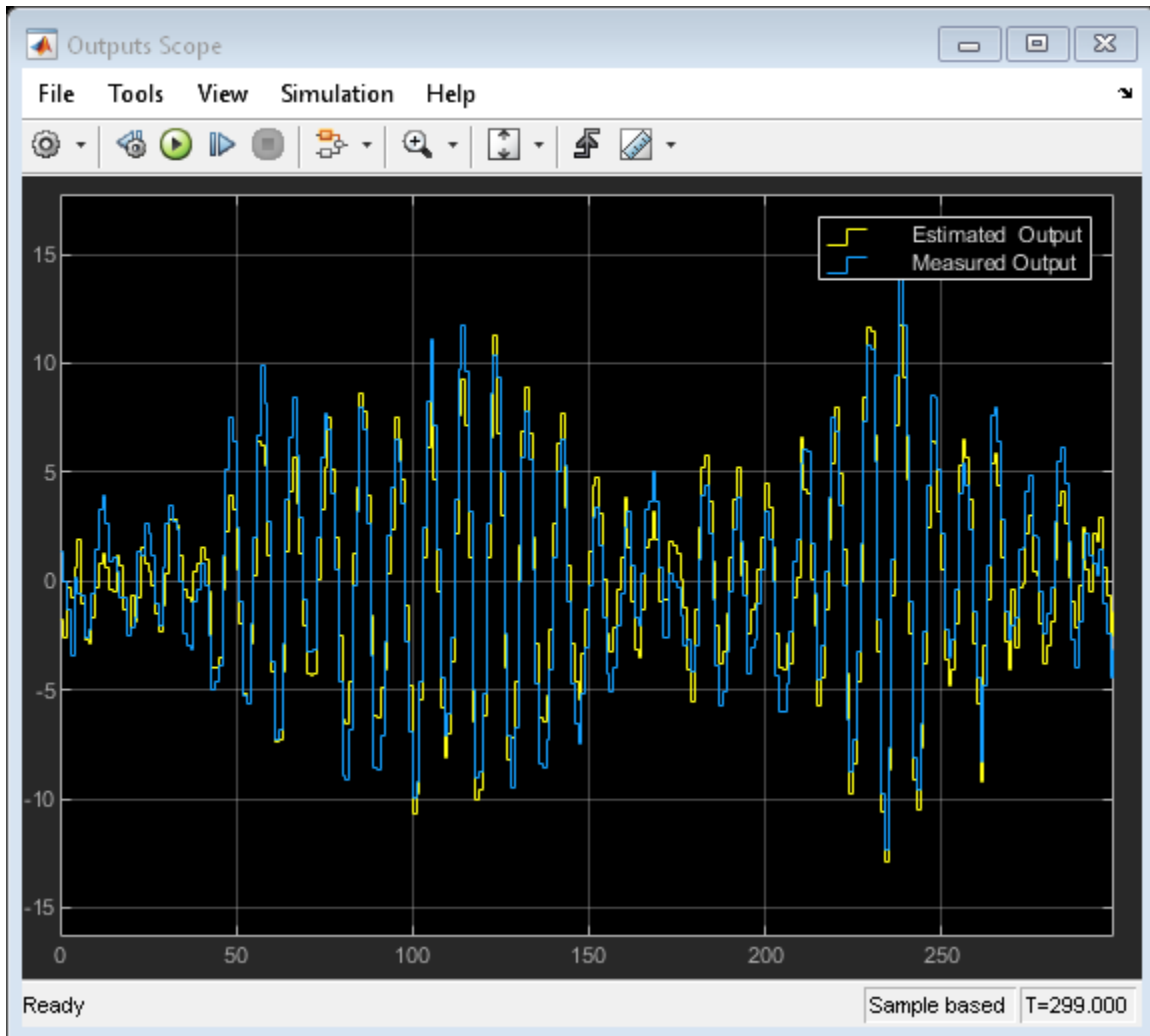 Outputs Scope
File Tools View Simulation Help
Estimated Output
Measured Output
15
10
5
0
-5
-10
-15
0 50 100 150 200 250
Ready Sample based T=299.000